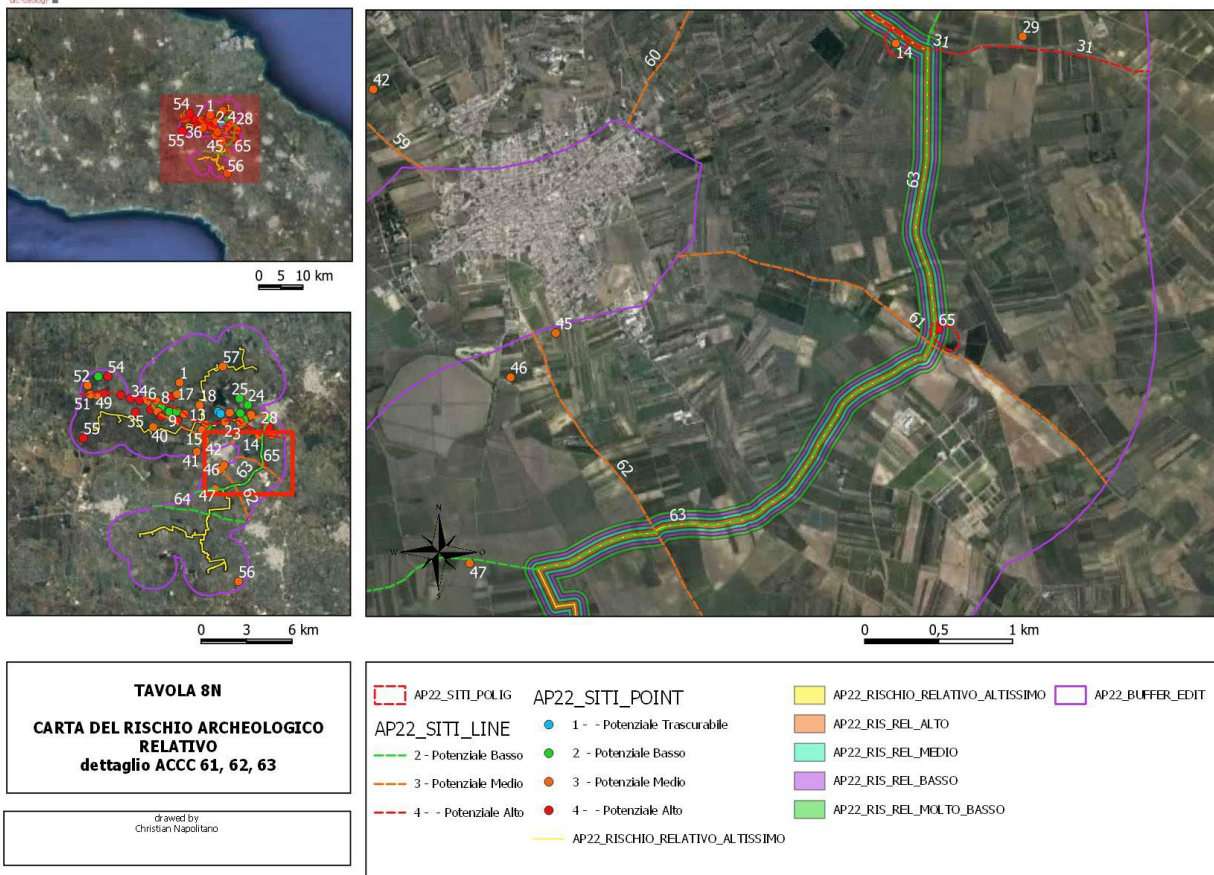 54
7
1
2
4
28
36
55
45
65
56
0 5 10 km
57
52
54
1
51
49
34
6
8
17
18
25
24
35
9
13
28
40
15
23
55
42
14
41
65
46
63
47
62
64
56
0 3 6 km
60
42
59
14
31
29
31
63
61
65
45
46
62
63
47
N
W
O
S
0 0,5 1 km
TAVOLA 8N
CARTA DEL RISCHIO ARCHEOLOGICO
RELATIVO
dettaglio ACCC 61, 62, 63
drawed by
Christian Napolitano
AP22_SITI_POLIG
AP22_SITI_LINE
2 - Potenziale Basso
3 - Potenziale Medio
4 - - Potenziale Alto
AP22_SITI_POINT
1 - - Potenziale Trascurabile
2 - Potenziale Basso
3 - Potenziale Medio
4 - - Potenziale Alto
AP22_RISCHIO_RELATIVO_ALTISSIMO
AP22_RISCHIO_RELATIVO_ALTISSIMO
AP22_RIS_REL_ALTO
AP22_RIS_REL_MEDIO
AP22_RIS_REL_BASSO
AP22_RIS_REL_MOLTO_BASSO
AP22_BUFFER_EDIT